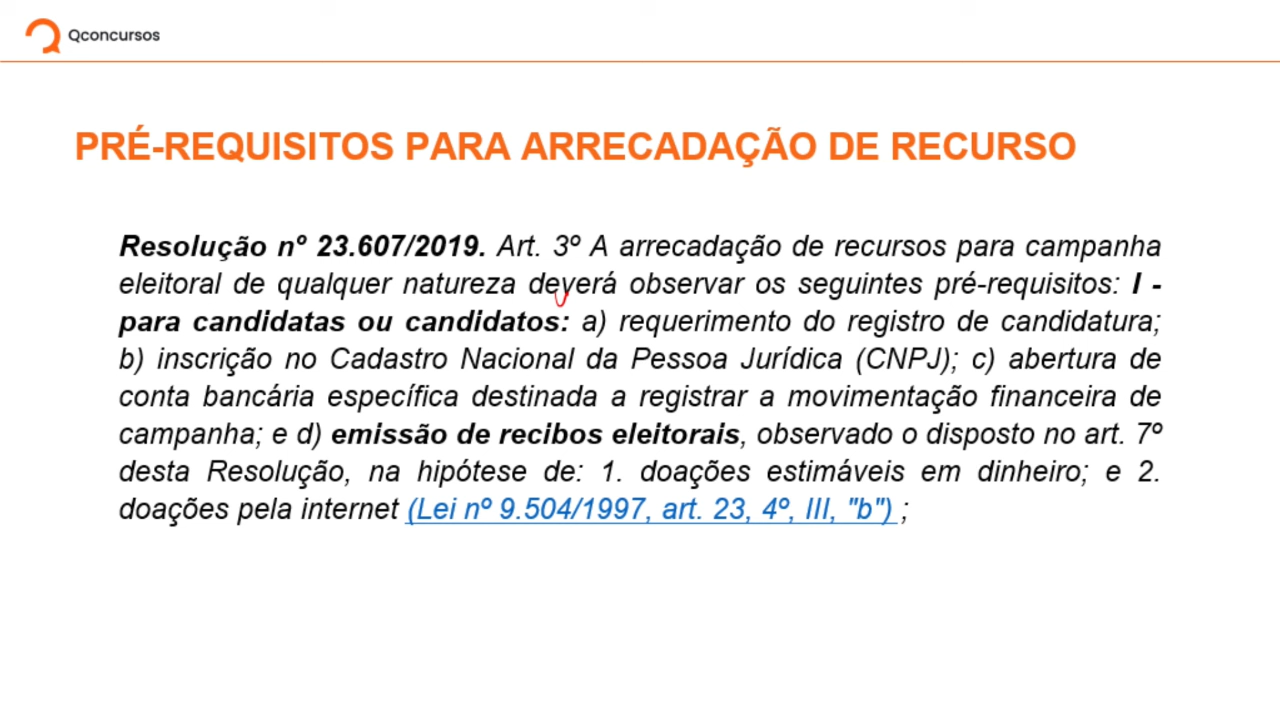 Qconcursos
PRÉ-REQUISITOS PARA ARRECADAÇÃO DE RECURSO
Resolução nº 23.607/2019. Art. 3º A arrecadação de recursos para campanha
eleitoral de qualquer natureza deverá observar os seguintes pré-requisitos: I -
para candidatas ou candidatos: a) requerimento do registro de candidatura;
b) inscrição no Cadastro Nacional da Pessoa Jurídica (CNPJ); c) abertura de
conta bancária específica destinada a registrar a movimentação financeira de
campanha; e d) emissão de recibos eleitorais, observado o disposto no art. 7º
desta Resolução, na hipótese de: 1. doações estimáveis em dinheiro; e 2.
doações pela internet (Lei nº 9.504/1997, art. 23, 4º, III, "b") ;